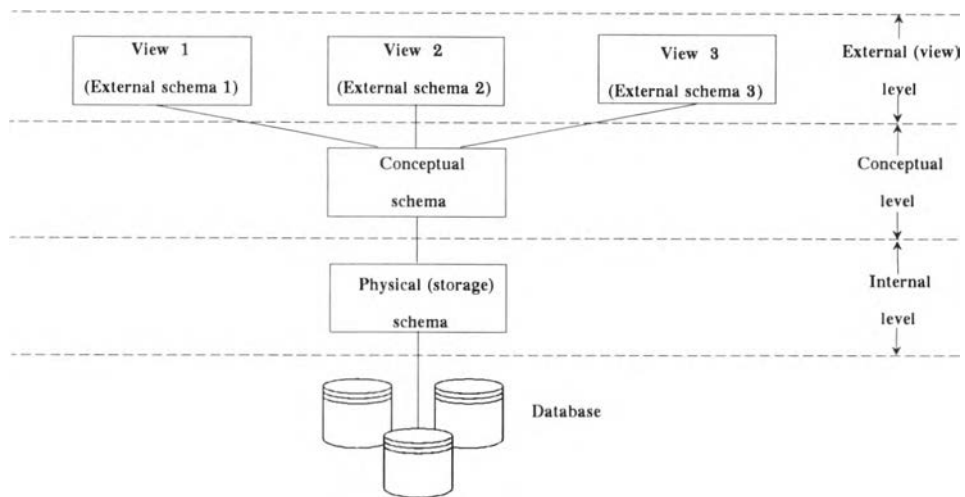 View 1
(External schema 1)
View 2
(External schema 2)
View 3
(External schema 3)
External (view)
level
Conceptual
schema
Conceptual
level
Physical (storage)
schema
Internal
level
Database